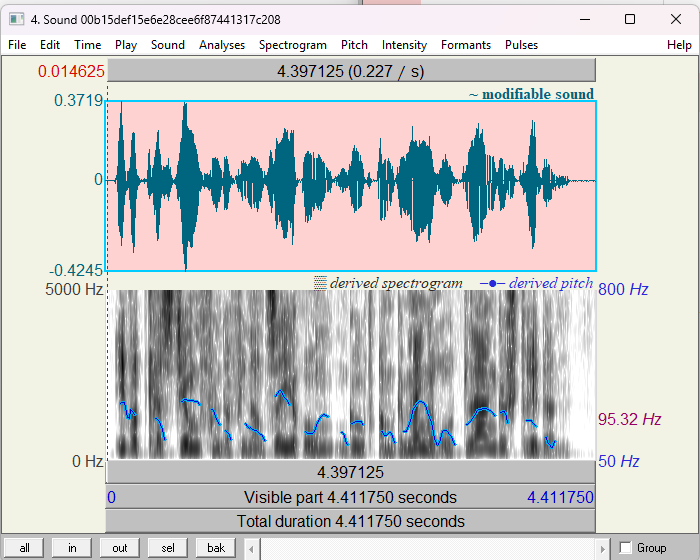 4. Sound 00b15def15e6e28cee6f87441317c208
File Edit Time Play Sound Analyses Spectrogram Pitch Intensity Formants Pulses Help
0.014625 4.397125 (0.227 / s)
~ modifiable sound
0.3719
0
-0.4245
derived spectrogram derived pitch
5000 Hz 800 Hz
95.32 Hz
0 Hz 50 Hz
4.397125
0 Visible part 4.411750 seconds 4.411750
Total duration 4.411750 seconds
all in out sel bak Group